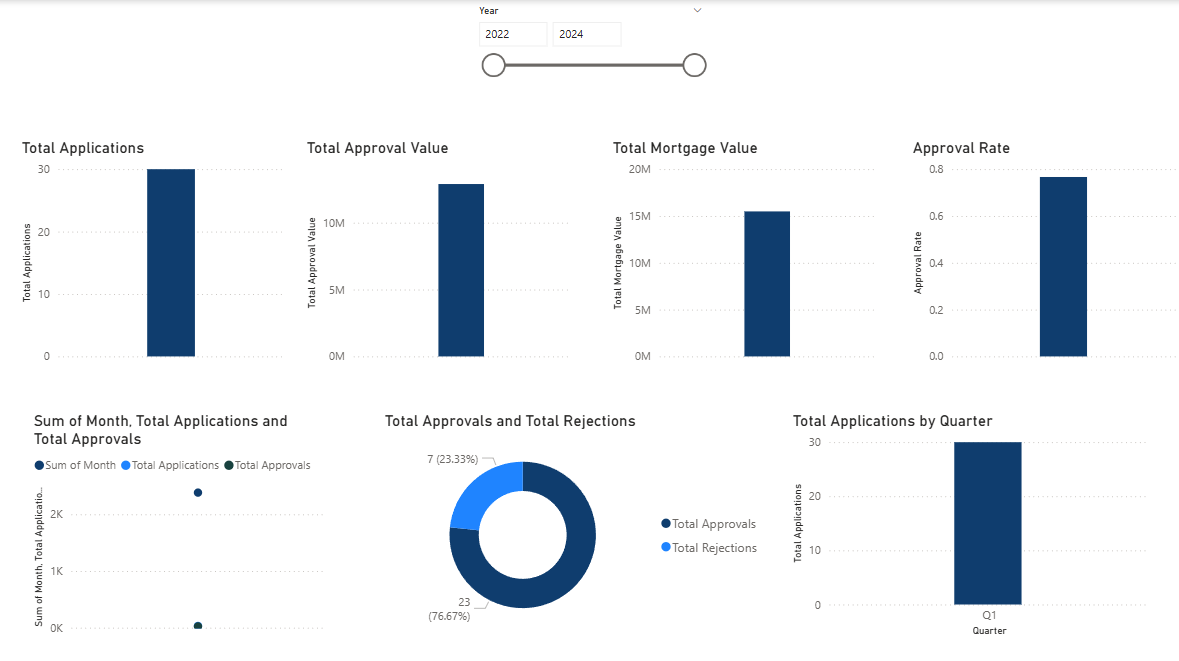 Year
2022
2024
Total Applications
Total Approval Value
Total Mortgage Value
Approval Rate
30
20
10
0
Total Applications
10M
5M
0M
Total Approval Value
20M
15M
10M
5M
0M
Total Mortgage Value
0.8
0.6
0.4
0.2
0.0
Approval Rate
Sum of Month, Total Applications and
Total Approvals
Sum of Month
Total Applications
Total Approvals
2K
1K
0K
Sum of Month, Total Applicatio...
Total Approvals and Total Rejections
7 (23.33%)
23
(76.67%)
Total Approvals
Total Rejections
Total Applications by Quarter
30
20
10
0
Total Applications
Q1
Quarter